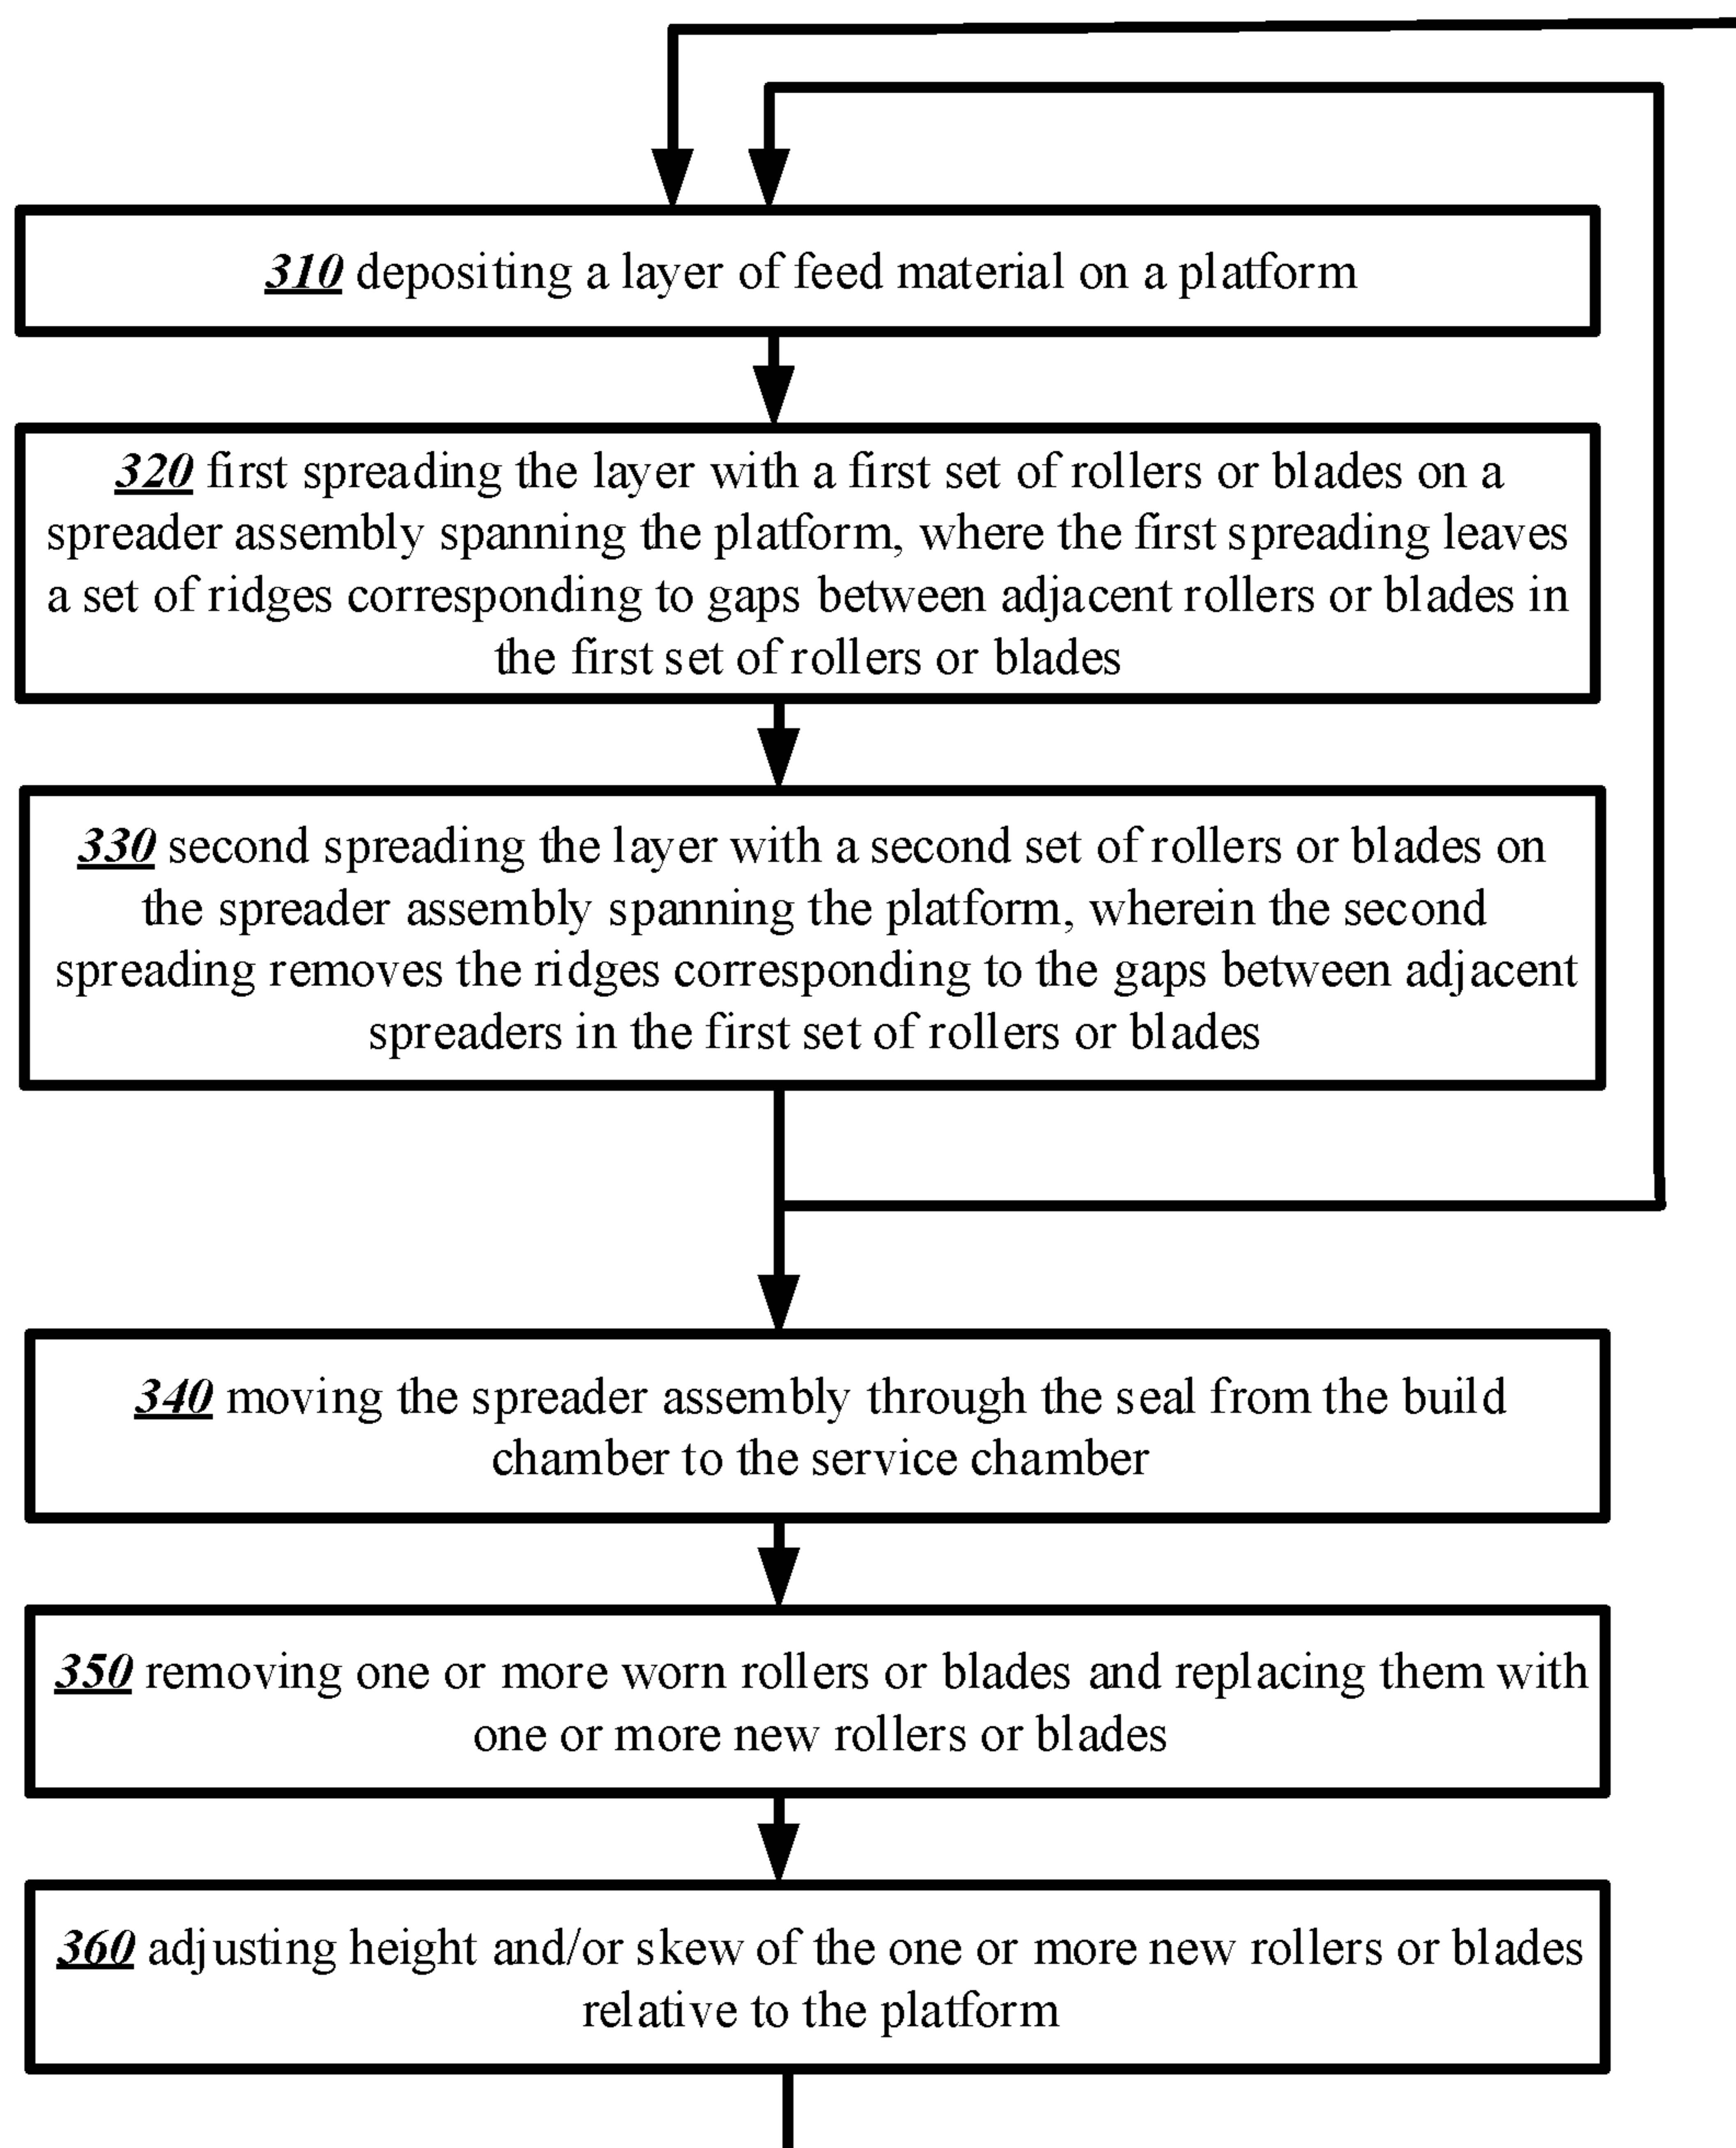 310 depositing a layer of feed material on a platform
320 first spreading the layer with a first set of rollers or blades on a
spreader assembly spanning the platform, where the first spreading leaves
a set of ridges corresponding to gaps between adjacent rollers or blades in
the first set of rollers or blades
330 second spreading the layer with a second set of rollers or blades on
the spreader assembly spanning the platform, wherein the second
spreading removes the ridges corresponding to the gaps between adjacent
spreaders in the first set of rollers or blades
340 moving the spreader assembly through the seal from the build
chamber to the service chamber
350 removing one or more worn rollers or blades and replacing them with
one or more new rollers or blades
360 adjusting height and/or skew of the one or more new rollers or blades
relative to the platform